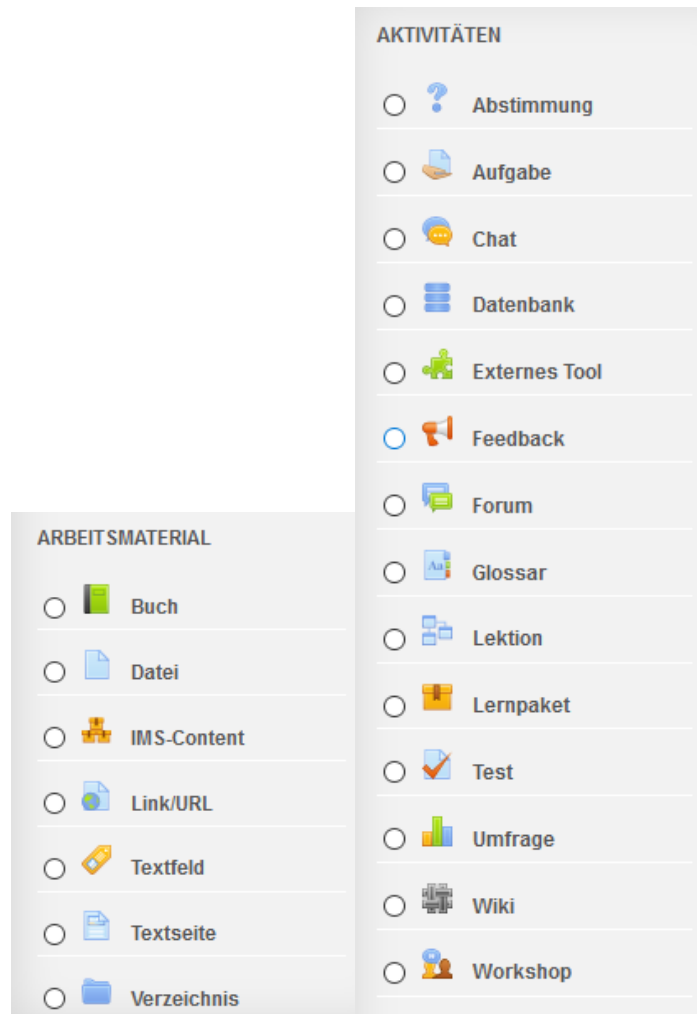 AKTIVITÄTEN
Abstimmung
Aufgabe
Chat
Datenbank
Externes Tool
Feedback
Forum
Glossar
Lektion
Lernpaket
Test
Umfrage
Wiki
Workshop
ARBEITSMATERIAL
Buch
Datei
IMS-Content
Link/URL
Textfeld
Textseite
Verzeichnis